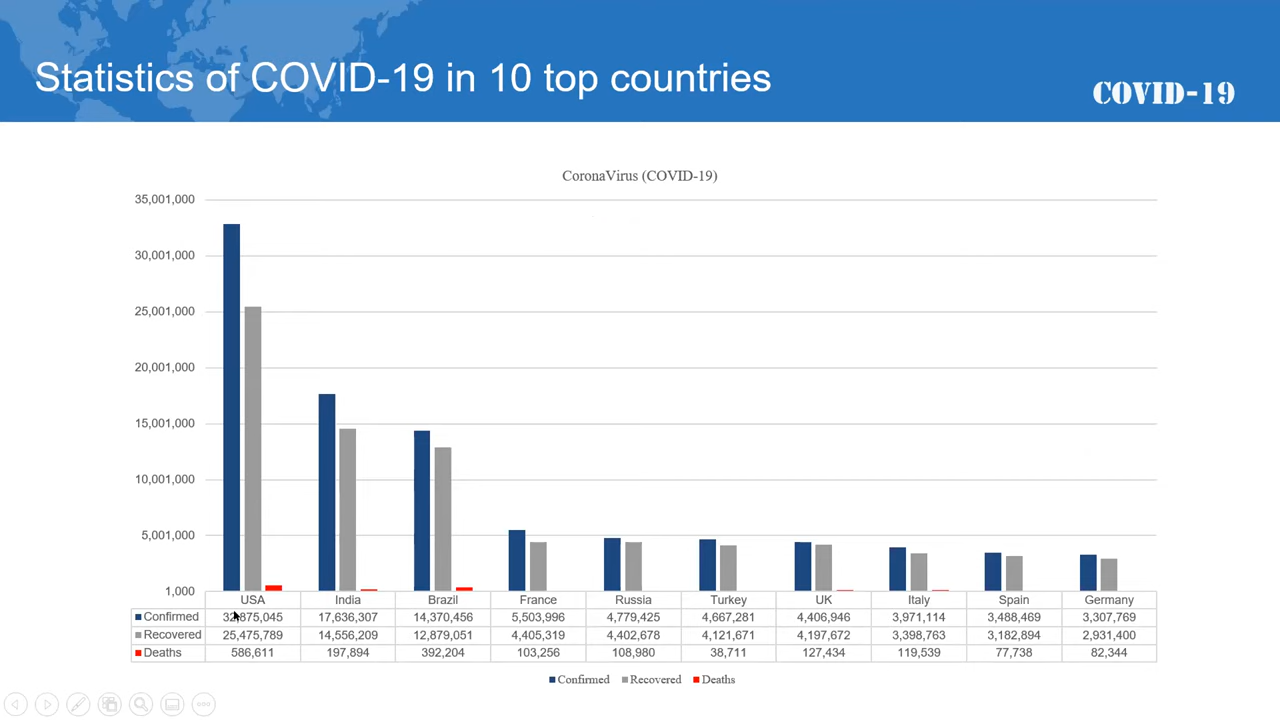 Statistics of COVID-19 in 10 top countries
COVID-19
CoronaVirus (COVID-19)
35,001,000
30,001,000
25,001,000
20,001,000
15,001,000
10,001,000
5,001,000
1,000
USA India Brazil France Russia Turkey UK Italy Spain Germany
Confirmed 32,875,045 17,636,307 14,370,456 5,503,996 4,779,425 4,667,281 4,406,946 3,971,114 3,488,469 3,307,769
Recovered 25,475,789 14,556,209 12,879,051 4,405,319 4,402,678 4,121,671 4,197,672 3,398,763 3,182,894 2,931,400
Deaths 586,611 197,894 392,204 103,256 108,980 38,711 127,434 119,539 77,738 82,344
Confirmed Recovered Deaths